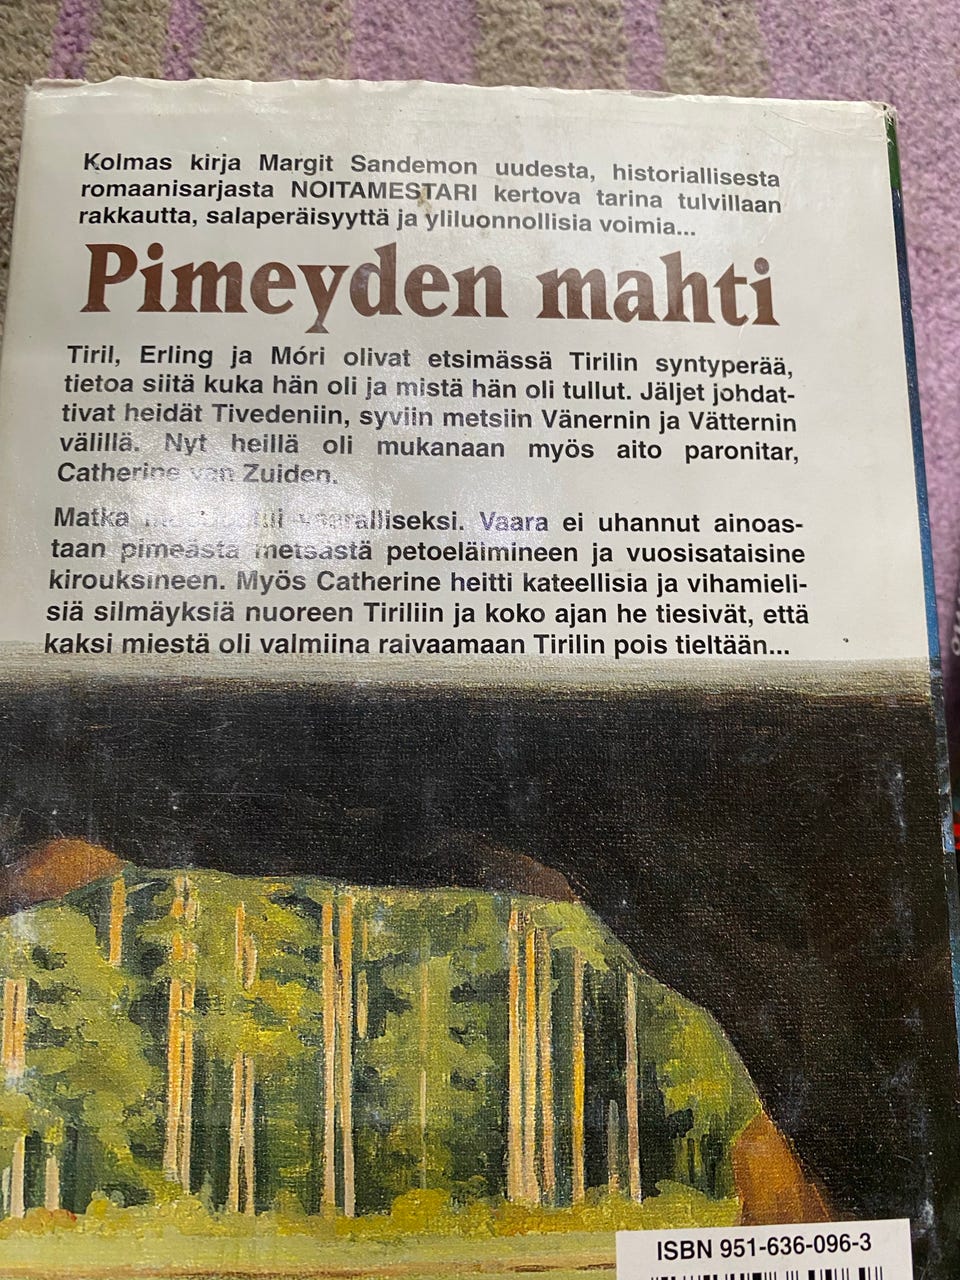 Kolmas kirja Margit Sandemon uudesta, historiallisesta
romaanisarjasta NOITAMESTARI kertova tarina tulvillaan
rakkautta, salaperäisyyttä ja yliluonnollisia voimia...
Pimeyden mahti
Tiril, Erling ja Móri olivat etsimässä Tirilin syntyperää,
tietoa siitä kuka hän oli ja mistä hän oli tullut. Jäljet johdat-
tivat heidät Tivedeniin, syviin metsiin Vänernin ja Vätternin
välillä. Nyt heillä oli mukanaan myös aito paronitar,
Catherine van Zuiden.
Matka vaaralliseksi. Vaara ei uhannut ainoas-
taan pimeästä metsästä petoeläimineen ja vuosisataisine
kirouksineen. Myös Catherine heitti kateellisia ja vihamieli-
siä silmäyksiä nuoreen Tiriliin ja koko ajan he tiesivät, että
kaksi miestä oli valmiina raivaamaan Tirilin pois tieltään...
ISBN 951-636-096-3